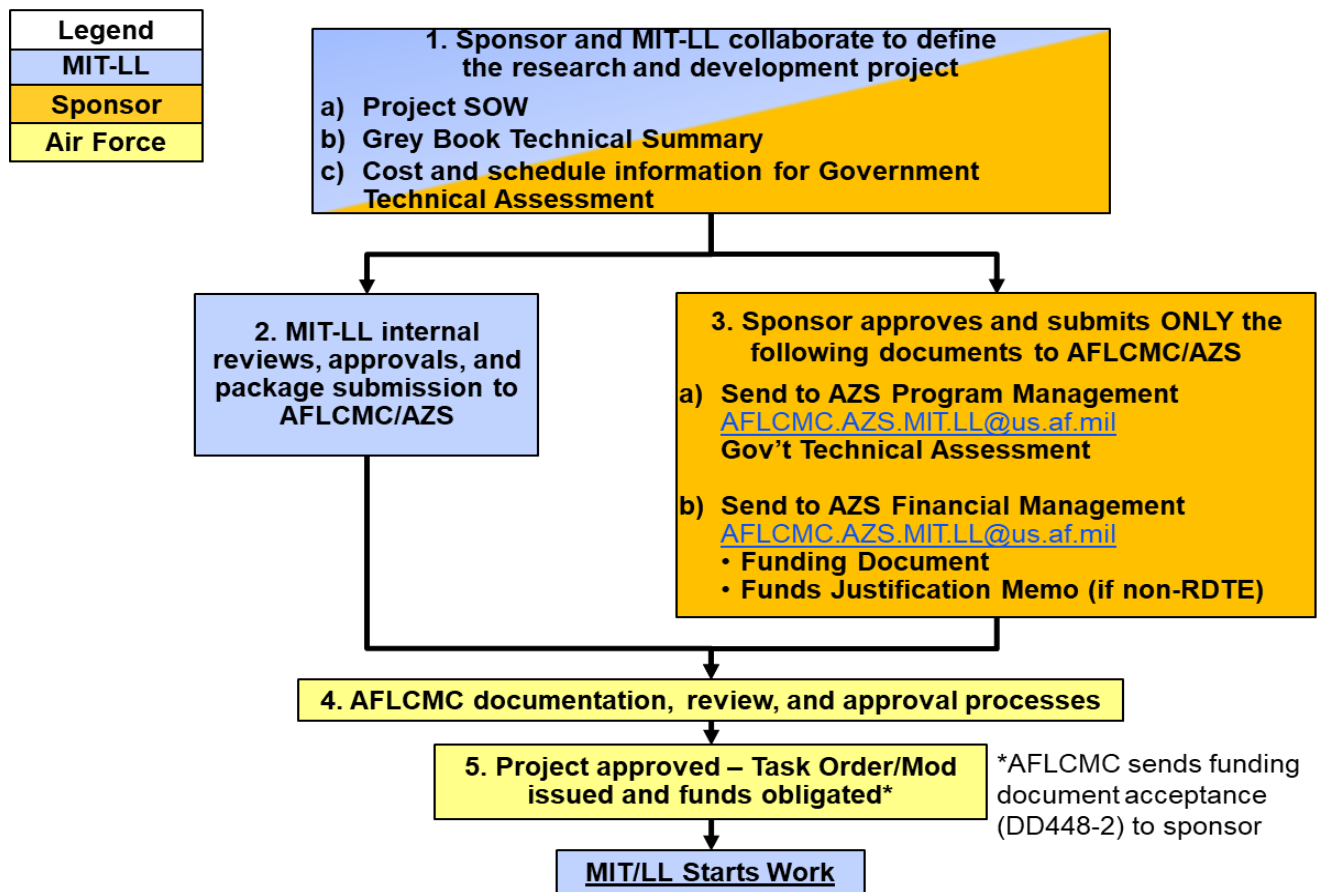 Legend
MIT-LL
Sponsor
Air Force
1. Sponsor and MIT-LL collaborate to define
the research and development project
a) Project SOW
b) Grey Book Technical Summary
c) Cost and schedule information for Government
Technical Assessment
2. MIT-LL internal
reviews, approvals, and
package submission to
AFLCMC/AZS
3. Sponsor approves and submits ONLY the
following documents to AFLCMC/AZS
a) Send to AZS Program Management
AFLCMC.AZS.MIT.LL@us.af.mil
Gov’t Technical Assessment
b) Send to AZS Financial Management
AFLCMC.AZS.MIT.LL@us.af.mil
• Funding Document
• Funds Justification Memo (if non-RDTE)
4. AFLCMC documentation, review, and approval processes
5. Project approved – Task Order/Mod
issued and funds obligated*
*AFLCMC sends funding
document acceptance
(DD448-2) to sponsor
MIT/LL Starts Work